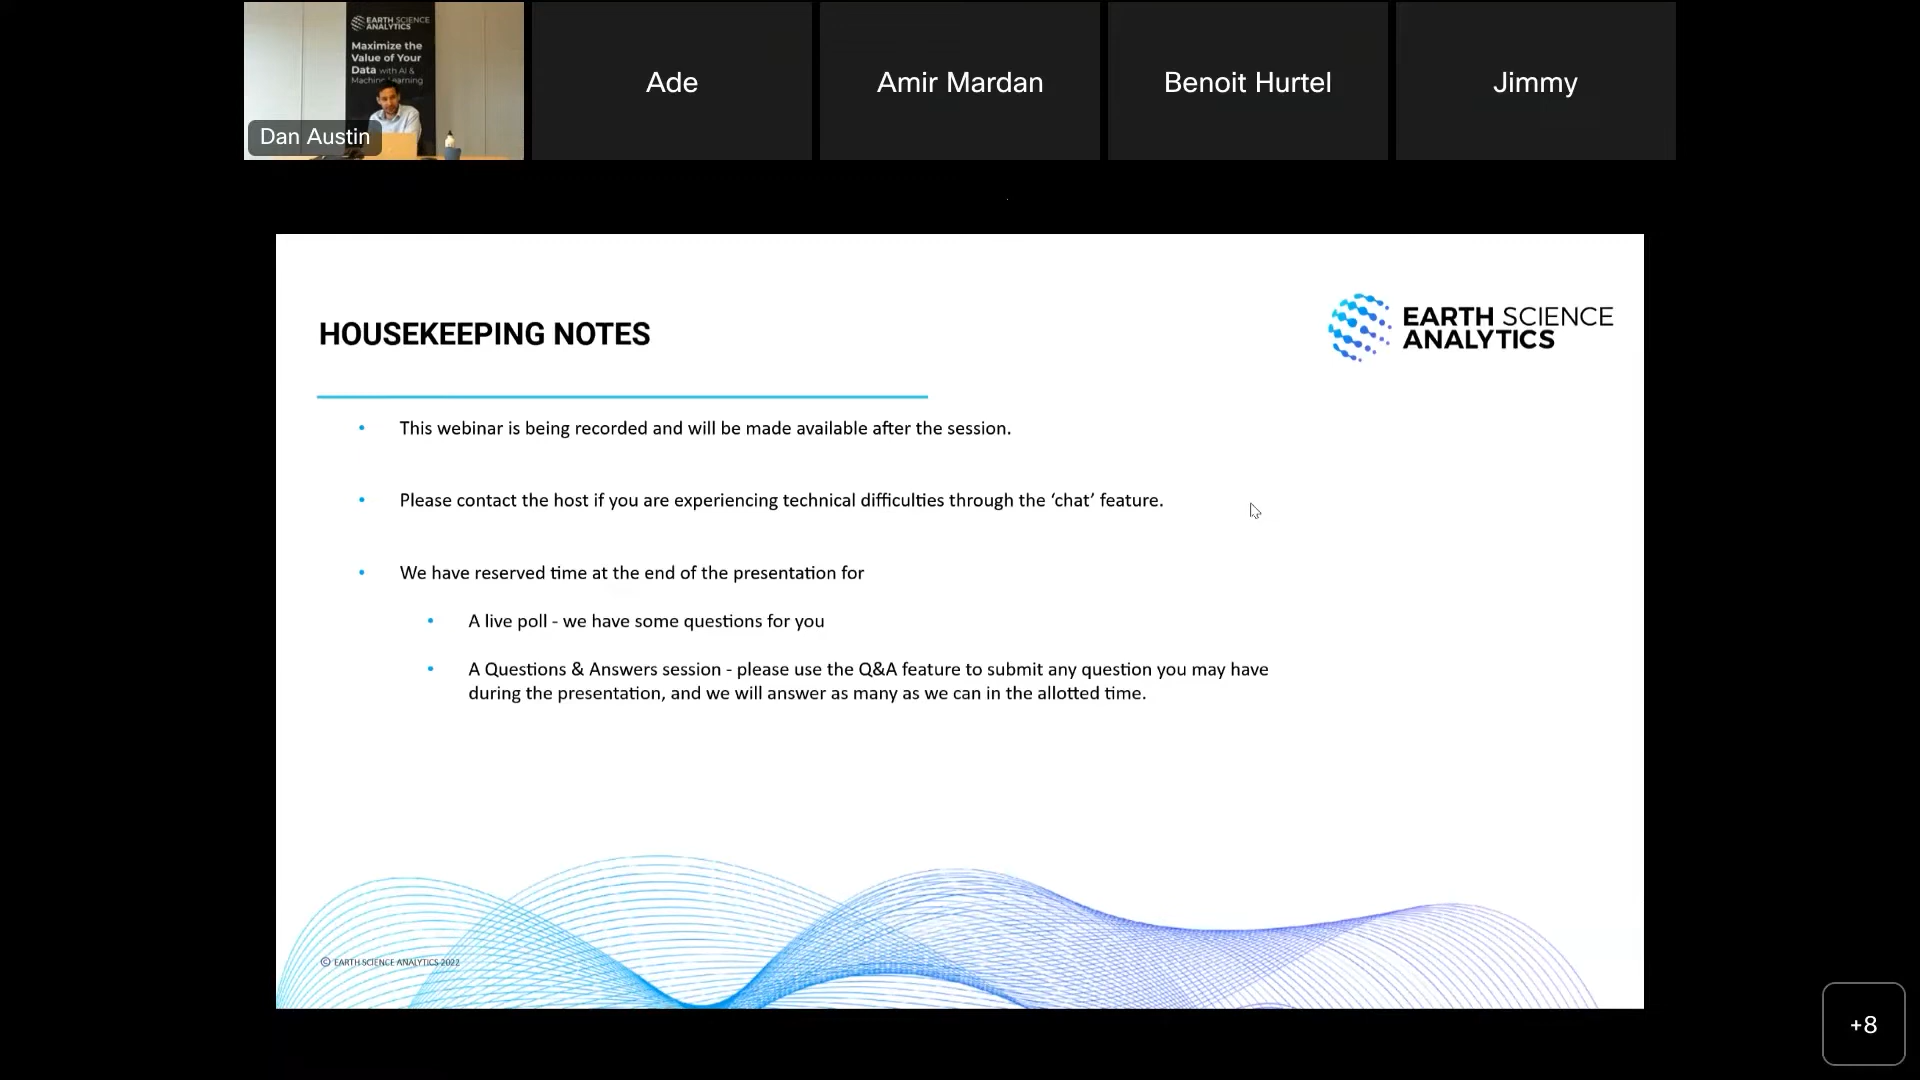 EARTH SCIENCE
ANALYTICS
Maximize the
Value of Your
Data with AI &
Machine Learning
Dan Austin
Ade
Amir Mardan
Benoit Hurtel
Jimmy
HOUSEKEEPING NOTES
EARTH SCIENCE
ANALYTICS
• This webinar is being recorded and will be made available after the session.
• Please contact the host if you are experiencing technical difficulties through the ‘chat’ feature.
• We have reserved time at the end of the presentation for
• A live poll - we have some questions for you
• A Questions & Answers session - please use the Q&A feature to submit any question you may have
during the presentation, and we will answer as many as we can in the allotted time.
© EARTH SCIENCE ANALYTICS 2022
+8